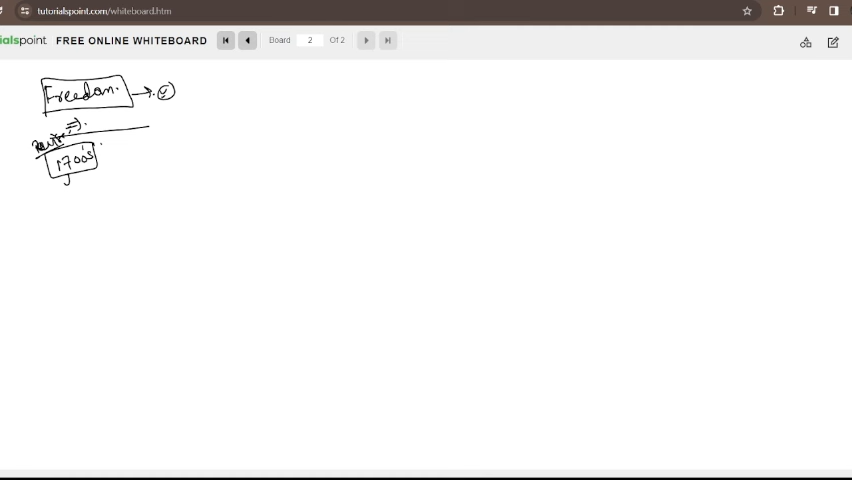 tutorialspoint.com/whiteboard.htm
ialspoint FREE ONLINE WHITEBOARD Board 2 Of 2
Freedom.
1700's